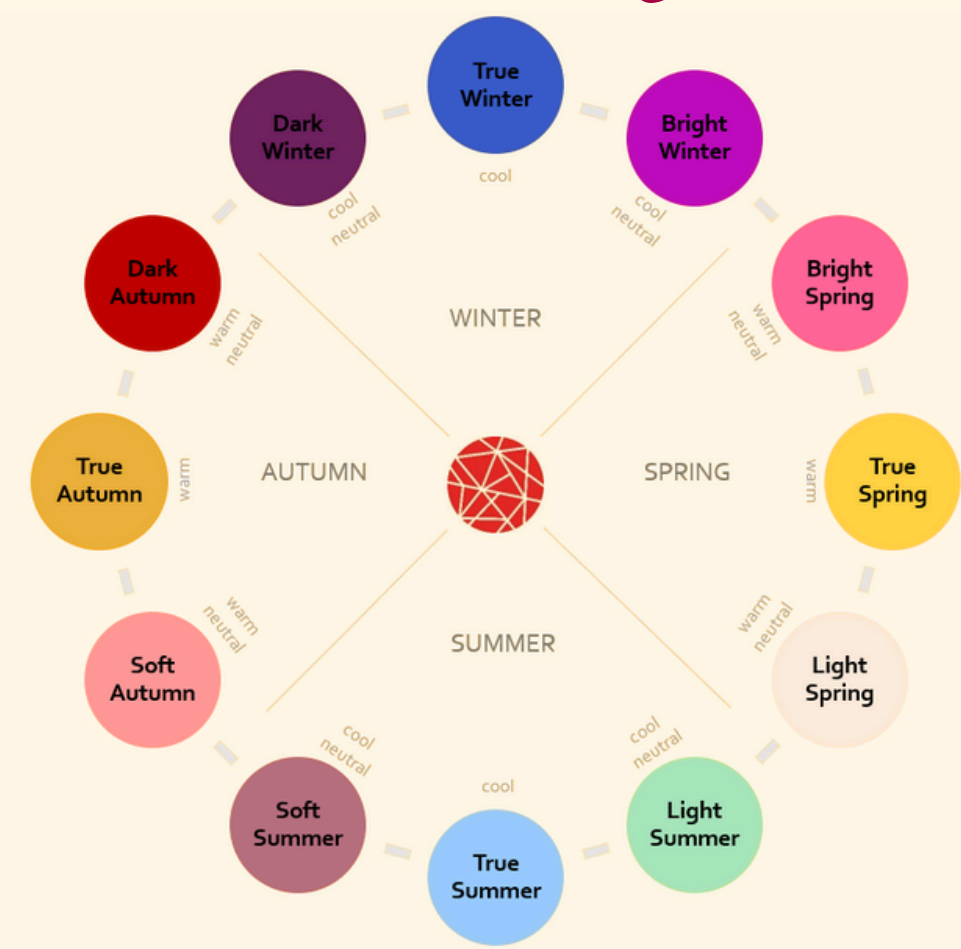 True
Winter
Dark
Winter
Bright
Winter
cool
cool
neutral
cool
neutral
Dark
Autumn
Bright
Spring
warm
neutral
WINTER
warm
neutral
True
Autumn
warm
AUTUMN
SPRING
warm
True
Spring
warm
neutral
SUMMER
warm
neutral
Soft
Autumn
Light
Spring
cool
neutral
cool
neutral
cool
Soft
Summer
True
Summer
Light
Summer